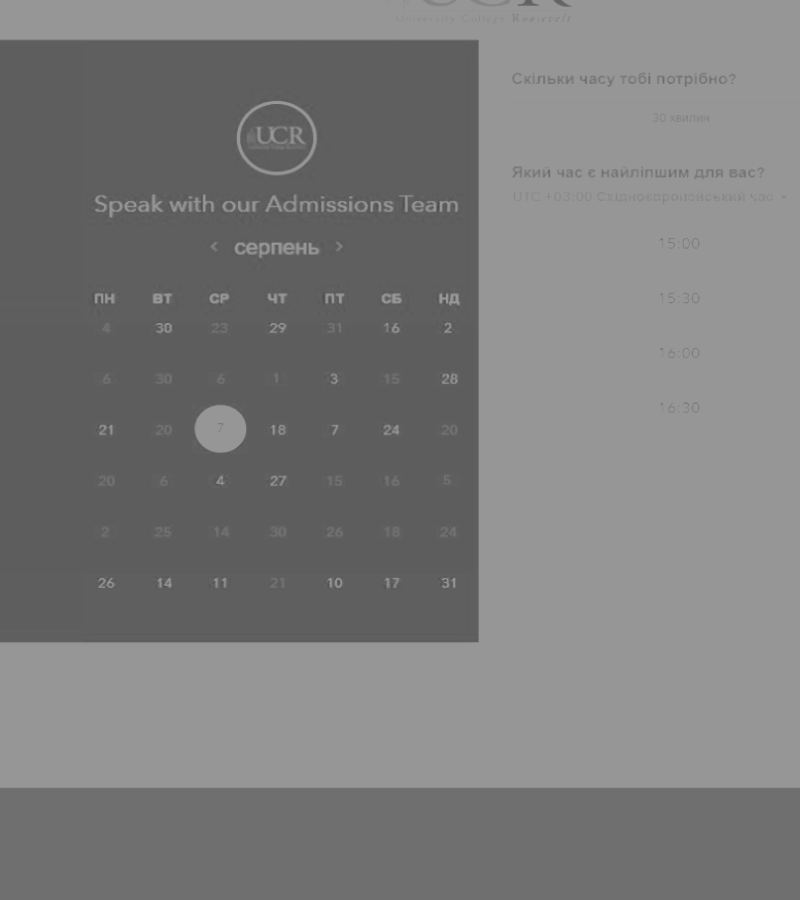 UCR
University College Roosevelt
UCR
Speak with our Admissions Team
< серпень >
ПН ВТ СР ЧТ ПТ СБ НД
4 30 23 29 31 16 2
6 30 6 1 3 15 28
21 20 7 18 7 24 20
20 6 4 27 15 16 5
2 25 14 30 26 18 24
26 14 11 21 10 17 31
Скільки часу тобі потрібно?
30 хвилин
Який час є найліпшим для вас?
UTC +03:00 Східноєвропейський час
15:00
15:30
16:00
16:30